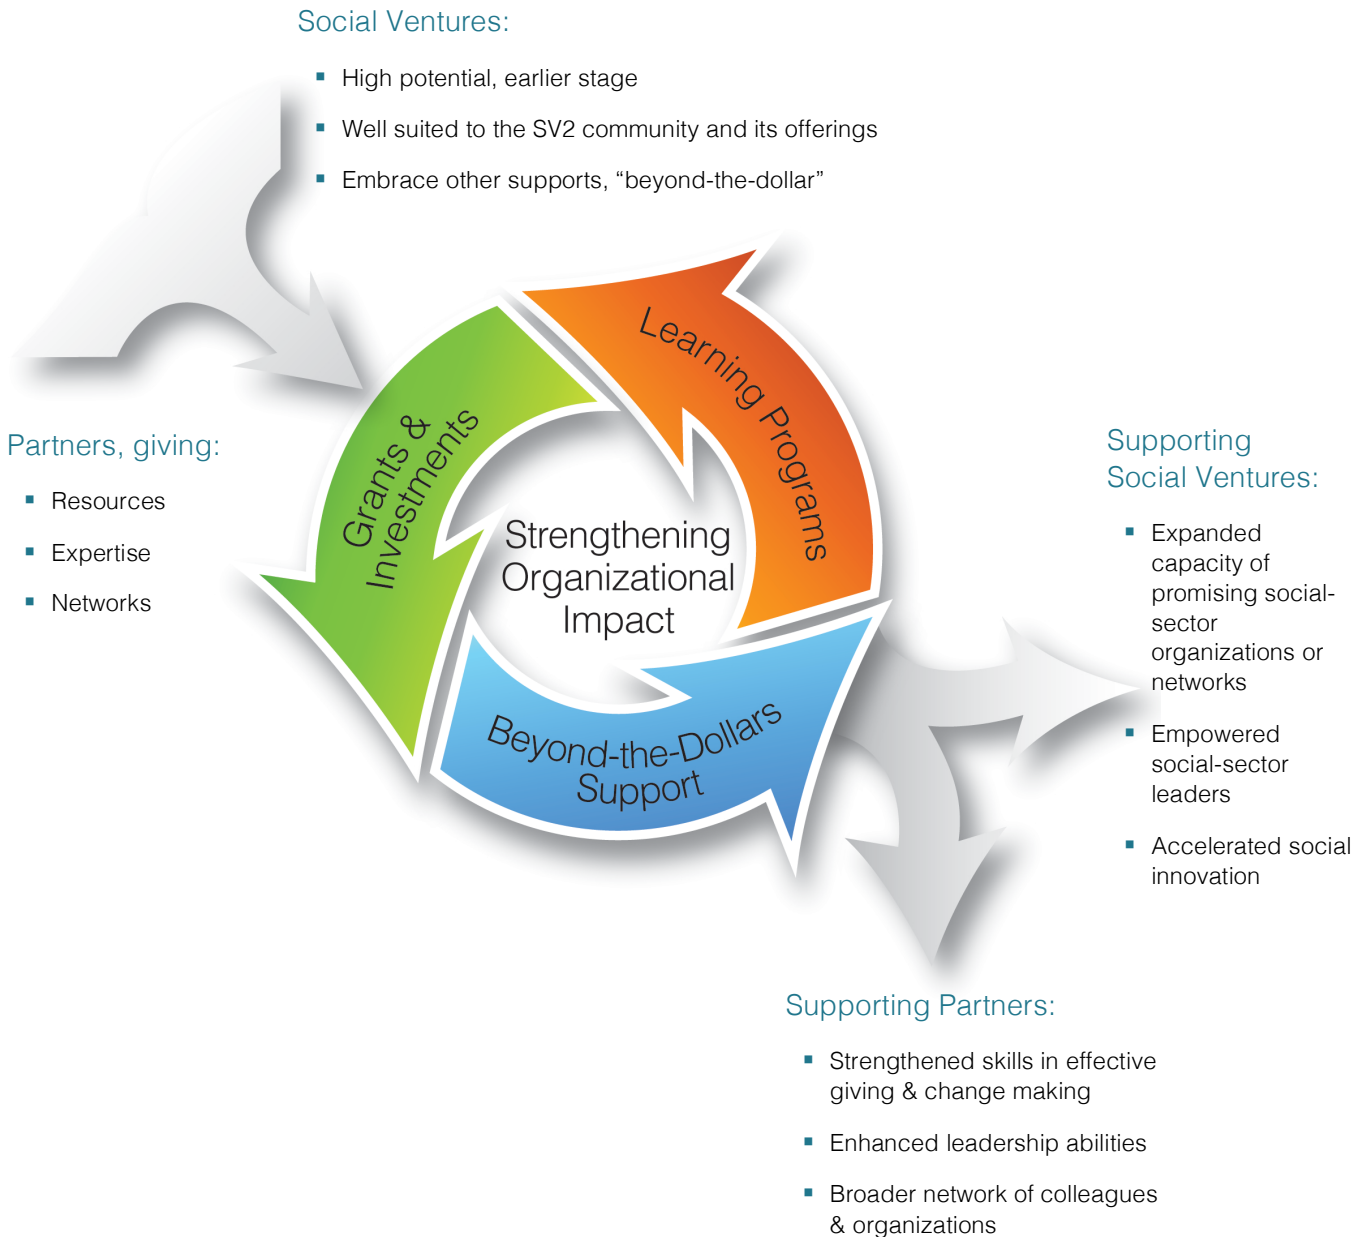 Social Ventures:
High potential, earlier stage
Well suited to the SV2 community and its offerings
Embrace other supports, “beyond-the-dollar”
Partners, giving:
Resources
Expertise
Networks
Grants &
Investments
Learning Programs
Strengthening
Organizational
Impact
Beyond-the-Dollars
Support
Supporting
Social Ventures:
Expanded
capacity of
promising social-
sector
organizations or
networks
Empowered
social-sector
leaders
Accelerated social
innovation
Supporting Partners:
Strengthened skills in effective
giving & change making
Enhanced leadership abilities
Broader network of colleagues
& organizations